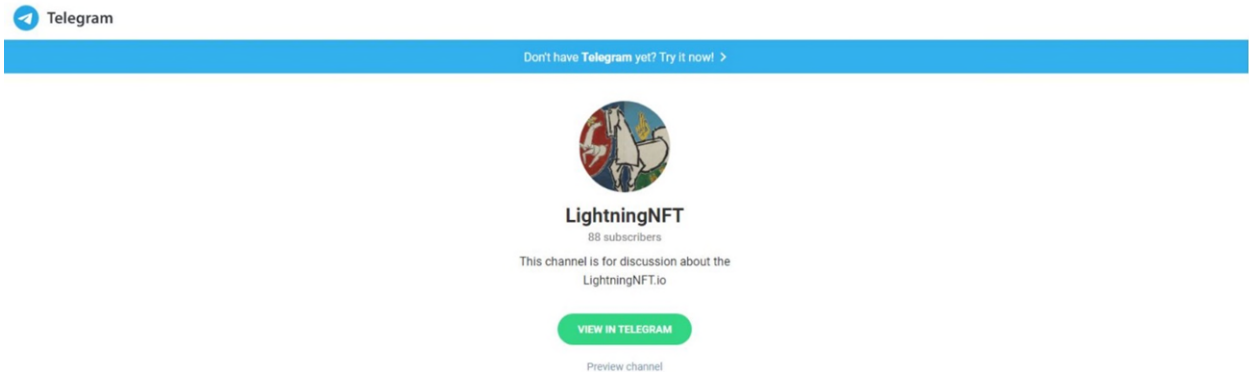 Telegram
Don't have Telegram yet? Try it now! >
LightningNFT
88 subscribers
This channel is for discussion about the
LightningNFT.io
VIEW IN TELEGRAM
Preview channel